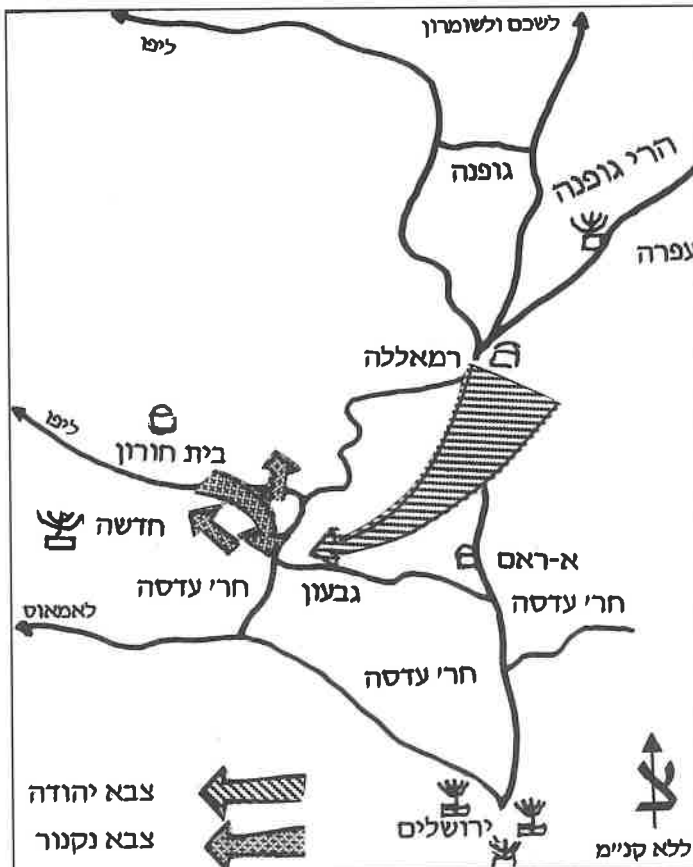 לשכם ולשומרון
ליפו
הרי גופנה
גופנה
עפרה
רמאללה
ליפו
בית חורון
חדשה
א-ראם
חר׳ עדסה
גבעון
חר׳ עדסה
לאמאוס
חר׳ עדסה
צבא יהודה
ירושלים
צבא נקנור
ללא קנ״מ